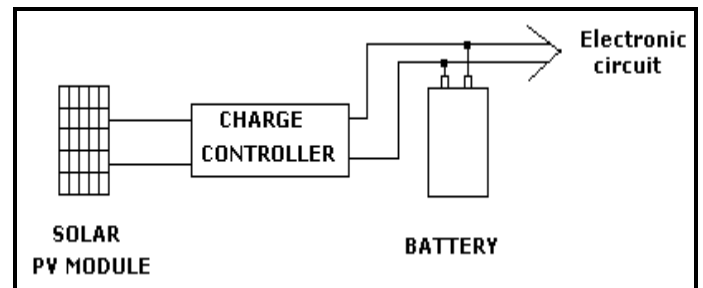 Electronic
circuit
CHARGE
CONTROLLER
SOLAR
PV MODULE
BATTERY